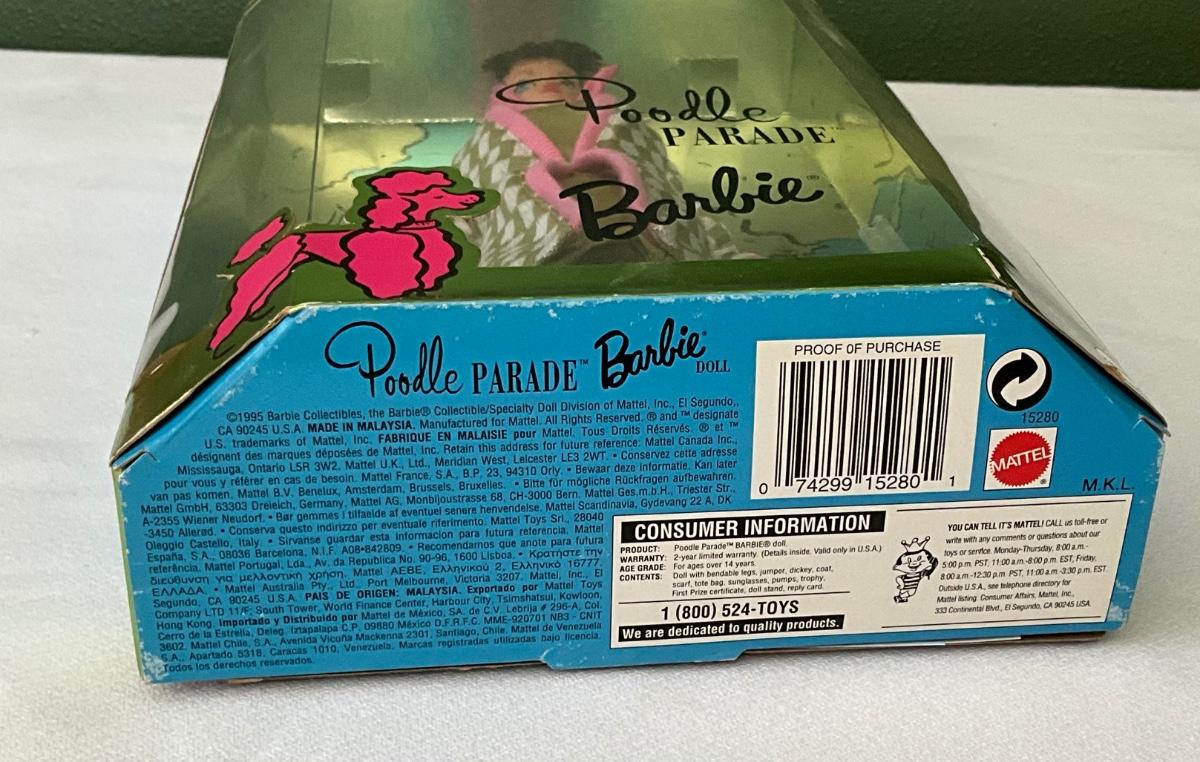 Poodle
PARADE™
Barbie®
Poodle PARADE™ Barbie® DOLL
©1995 Barbie Collectibles, the Barbie® Collectible/Specialty Doll Division of Mattel, Inc., El Segundo,
CA 90245 U.S.A. MADE IN MALAYSIA. Manufactured for Mattel. All Rights Reserved. ® and ™ designate
U.S. trademarks of Mattel, Inc. FABRIQUÉ EN MALAISIE pour Mattel. Tous Droits Réservés. ® et ™
désignent des marques déposées de Mattel, Inc. Retain this address for future reference: Mattel Canada Inc.,
Mississauga, Ontario L5R 3W2. Mattel U.K., Ltd., Meridian West, Leicester LE3 2WT. • Conservez cette adresse
pour vous y référer en cas de besoin. Mattel France, S.A., B.P. 23, 94310 Orly. • Bewaar deze informatie. Kan later
van pas komen. Mattel B.V. Benelux, Amsterdam, Brussels, Bruxelles. • Bitte für mögliche Rückfragen aufbewahren.
Mattel GmbH, 63303 Dreieich, Germany. Mattel AG, Monbijoustrasse 68, CH-3000 Bern. Mattel Ges.m.b.H., Triester Str.,
A-2355 Wiener Neudorf. • Bør gemmes i tilfælde af eventuel senere henvendelse. Mattel Scandinavia, Gydevang 22 A, DK
-3450 Allerød. • Conserva questo indirizzo per eventuale riferimento. Mattel Toys Srl., 28040
Oleggio Castello, Italy. • Sírvanse guardar esta informacion para futura referencia. Mattel
España, S.A., 08036 Barcelona, N.I.F. A08-842809. • Recomendamos que anote para futura
referência. Mattel Portugal, Lda., Av. da Republica No. 90-96, 1600 Lisboa. • Κρατήστε την
διεύθυνση για μελλοντική χρήση. Mattel ΑΕΒΕ, Ελληνικού 2, Ελληνικό 16777,
ΕΛΛΑΔΑ. • Mattel Australia Pty., Ltd., Port Melbourne, Victoria 3207. Mattel, Inc., El
Segundo, CA 90245 U.S.A. PAIS DE ORIGEN: MALAYSIA. Exportado por Mattel Toys
Company LTD 11/F, South Tower, World Finance Center, Harbour City, Tsimshatsui, Kowloon,
Hong Kong. Importado y Distribuido por Mattel de México, S.A. de C.V. Lebrija # 296-A, Col.
Cerro de la Estrella, Deleg. Iztapalapa C.P. 09880 México D.F.R.F.C. MME-920701 NB3 - CNIT
3602. Mattel Chile, S.A., Avenida Vicuña Mackenna 2301, Santiago, Chile. Mattel de Venezuela
S.A., Apartado 5318, Caracas 1010, Venezuela. Marcas registradas utilizadas bajo licencia.
Todos los derechos reservados.
PROOF OF PURCHASE
0 74299 15280 1
15280
MATTEL®
M.K.L.
CONSUMER INFORMATION
PRODUCT: Poodle Parade™ BARBIE® doll.
WARRANTY: 2-year limited warranty. (Details inside. Valid only in U.S.A.)
AGE GRADE: For ages over 14 years.
CONTENTS: Doll with bendable legs, jumper, dickey, coat,
scarf, tote bag, sunglasses, pumps, trophy,
First Prize certificate, doll stand, reply card.
1 (800) 524-TOYS
We are dedicated to quality products.
YOU CAN TELL IT'S MATTEL! CALL us toll-free or
write with any comments or questions about our
toys or service. Monday-Thursday, 8:00 a.m.-
5:00 p.m. PST, 11:00 a.m.-8:00 p.m. EST, Friday,
8:00 a.m.-12:30 p.m. PST, 11:00 a.m.-3:30 p.m. EST.
Outside U.S.A., see telephone directory for
Mattel listing. Consumer Affairs, Mattel, Inc.,
333 Continental Blvd., El Segundo, CA 90245 USA.